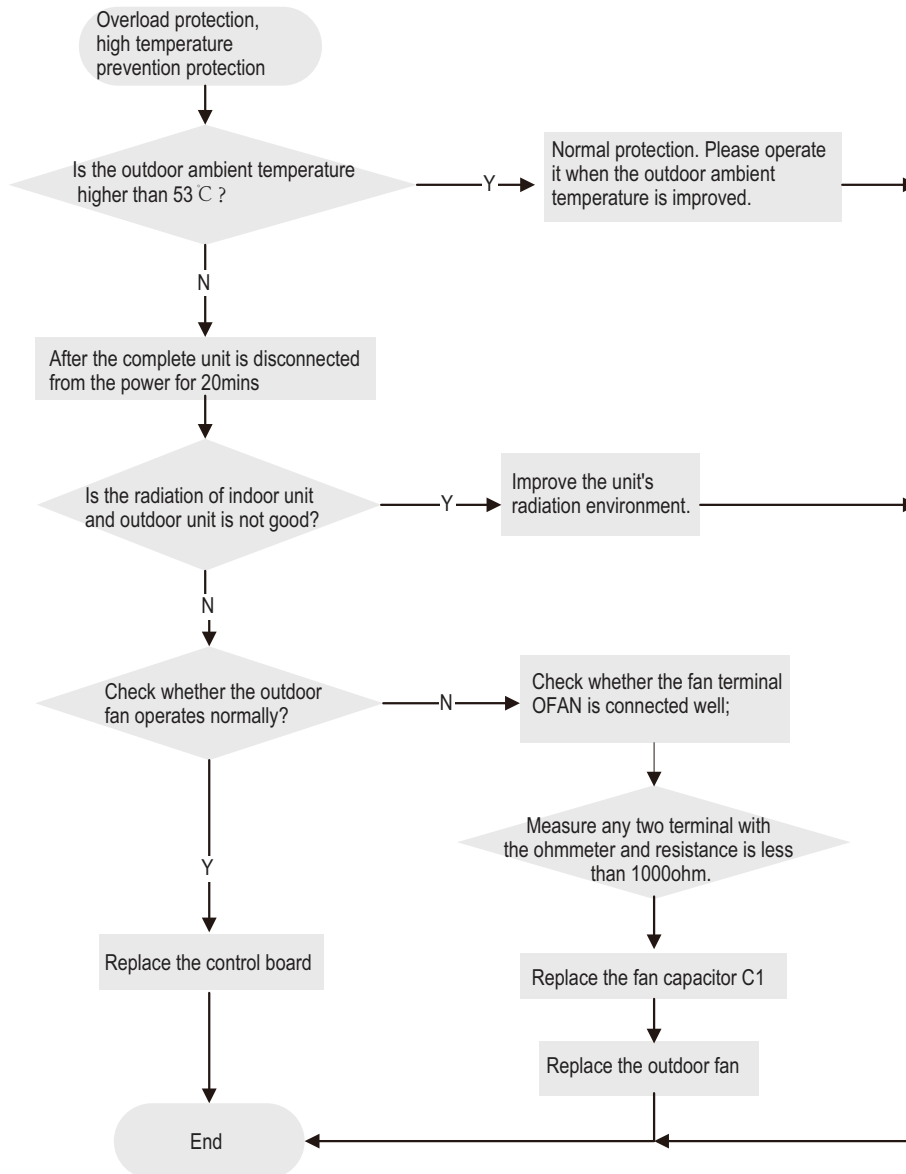 Overload protection,
high temperature
prevention protection
Is the outdoor ambient temperature
higher than 53℃ ?
Y
Normal protection. Please operate
it when the outdoor ambient
temperature is improved.
N
After the complete unit is disconnected
from the power for 20mins
Is the radiation of indoor unit
and outdoor unit is not good?
Y
Improve the unit's
radiation environment.
N
Check whether the outdoor
fan operates normally?
N
Check whether the fan terminal
OFAN is connected well;
Measure any two terminal with
the ohmmeter and resistance is less
than 1000ohm.
Y
Replace the control board
Replace the fan capacitor C1
Replace the outdoor fan
End